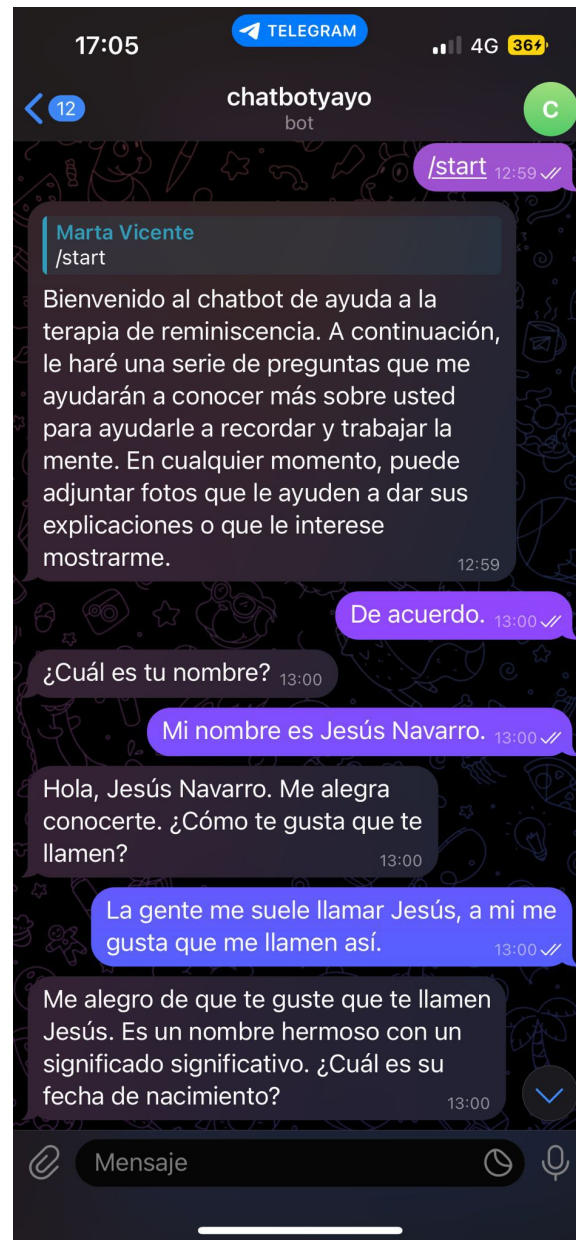 17:05
TELEGRAM
4G 36
12
chatbotyayo
bot
C
/start 12:59
Marta Vicente
/start
Bienvenido al chatbot de ayuda a la
terapia de reminiscencia. A continuación,
le haré una serie de preguntas que me
ayudarán a conocer más sobre usted
para ayudarle a recordar y trabajar la
mente. En cualquier momento, puede
adjuntar fotos que le ayuden a dar sus
explicaciones o que le interese
mostrarme. 12:59
De acuerdo. 13:00
¿Cuál es tu nombre? 13:00
Mi nombre es Jesús Navarro. 13:00
Hola, Jesús Navarro. Me alegra
conocerte. ¿Cómo te gusta que te
llamen? 13:00
La gente me suele llamar Jesús, a mi me
gusta que me llamen así. 13:00
Me alegro de que te guste que te llamen
Jesús. Es un nombre hermoso con un
significado significativo. ¿Cuál es su
fecha de nacimiento? 13:00
Mensaje